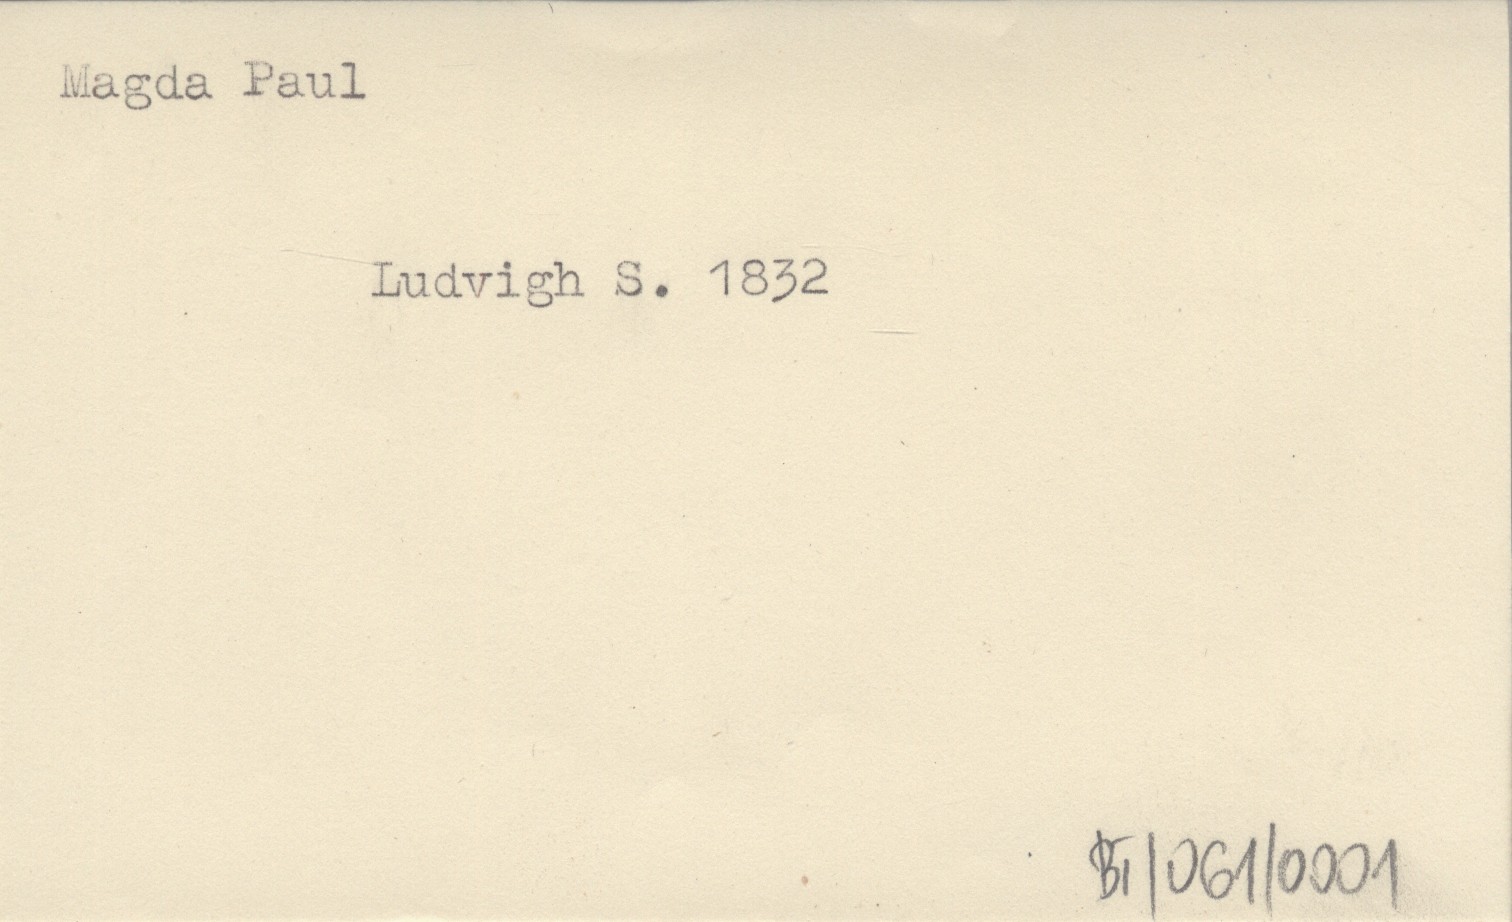 Magda Paul
Ludvigh S. 1832
BI/061/0001